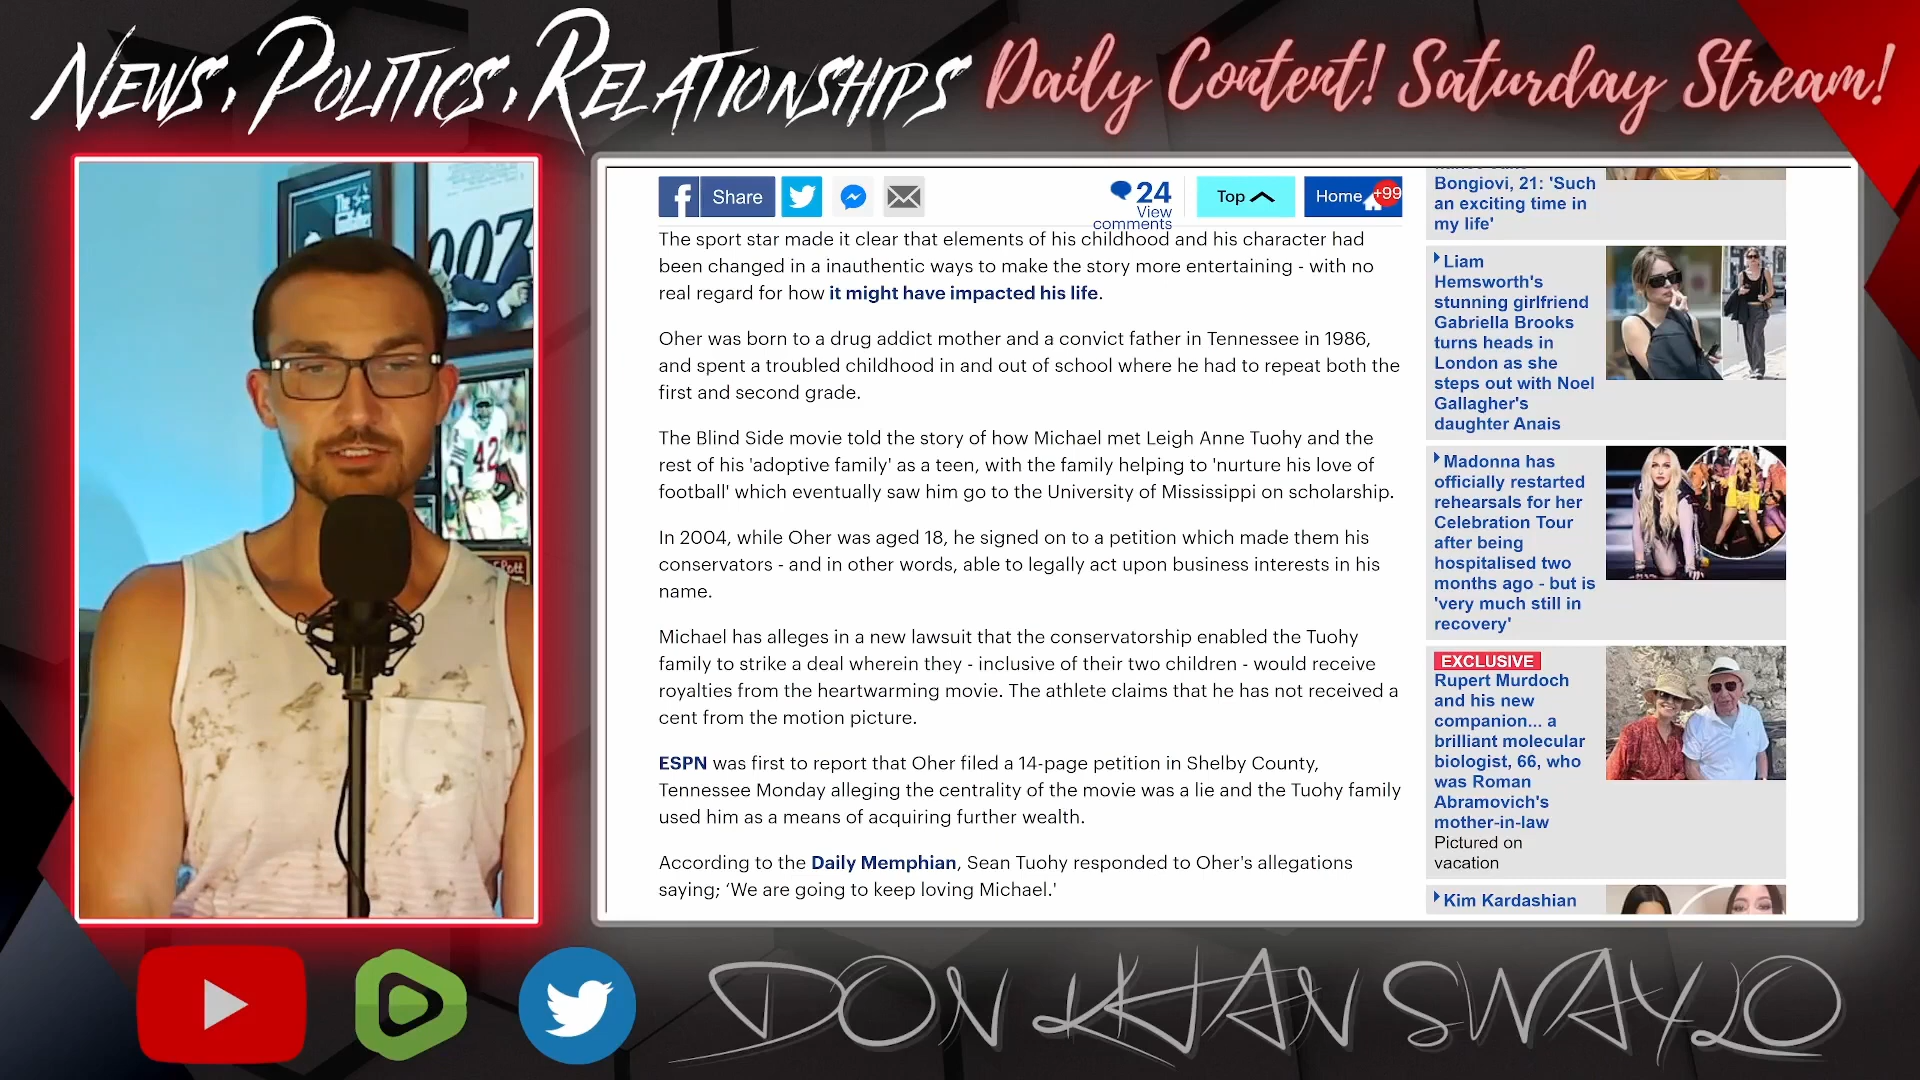 NEWS, POLITICS, RELATIONSHIPS
Daily Content! Saturday Stream!
The
007
42
f Share
24
View
comments
Top
Home
+99
The sport star made it clear that elements of his childhood and his character had
been changed in a inauthentic ways to make the story more entertaining - with no
real regard for how it might have impacted his life.
Oher was born to a drug addict mother and a convict father in Tennessee in 1986,
and spent a troubled childhood in and out of school where he had to repeat both the
first and second grade.
The Blind Side movie told the story of how Michael met Leigh Anne Tuohy and the
rest of his 'adoptive family' as a teen, with the family helping to 'nurture his love of
football' which eventually saw him go to the University of Mississippi on scholarship.
In 2004, while Oher was aged 18, he signed on to a petition which made them his
conservators - and in other words, able to legally act upon business interests in his
name.
Michael has alleges in a new lawsuit that the conservatorship enabled the Tuohy
family to strike a deal wherein they - inclusive of their two children - would receive
royalties from the heartwarming movie. The athlete claims that he has not received a
cent from the motion picture.
ESPN was first to report that Oher filed a 14-page petition in Shelby County,
Tennessee Monday alleging the centrality of the movie was a lie and the Tuohy family
used him as a means of acquiring further wealth.
According to the Daily Memphian, Sean Tuohy responded to Oher's allegations
saying; ‘We are going to keep loving Michael.'
Bongiovi, 21: 'Such
an exciting time in
my life'
Liam
Hemsworth's
stunning girlfriend
Gabriella Brooks
turns heads in
London as she
steps out with Noel
Gallagher's
daughter Anais
Madonna has
officially restarted
rehearsals for her
Celebration Tour
after being
hospitalised two
months ago - but is
'very much still in
recovery'
EXCLUSIVE
Rupert Murdoch
and his new
companion... a
brilliant molecular
biologist, 66, who
was Roman
Abramovich's
mother-in-law
Pictured on
vacation
Kim Kardashian
DON KHAN SWAYLO